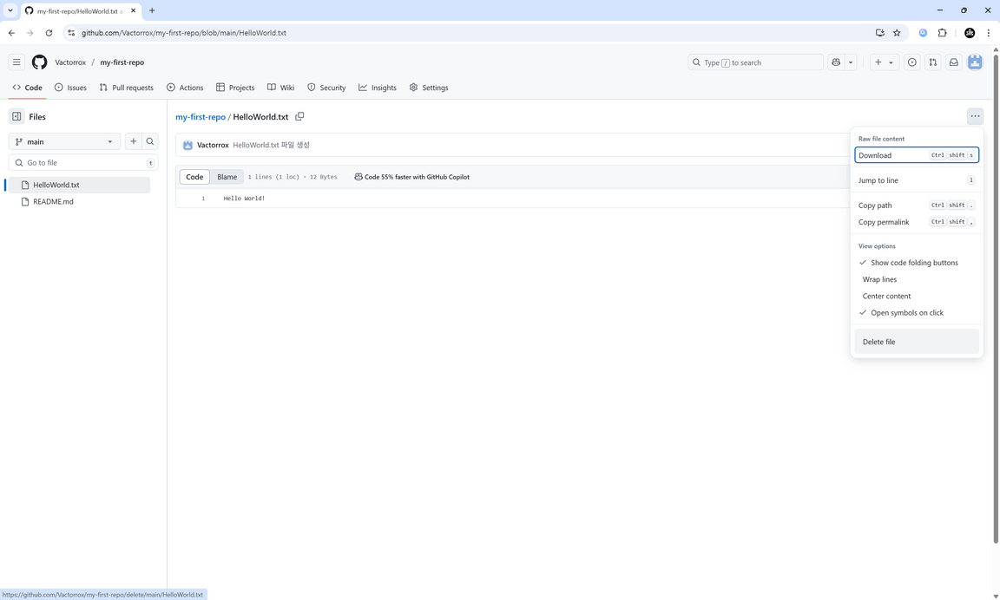 my-first-repo/HelloWorld.txt a
github.com/Vactorrox/my-first-repo/blob/main/HelloWorld.txt
Vactorrox / my-first-repo
Type / to search
Code Issues Pull requests Actions Projects Wiki Security Insights Settings
Files
main
Go to file t
HelloWorld.txt
README.md
my-first-repo / HelloWorld.txt
Vactorrox HelloWorld.txt 파일 생성
Code Blame 1 lines (1 loc) · 12 Bytes Code 55% faster with GitHub Copilot
1 Hello World!
Raw file content
Download Ctrl shift s
Jump to line l
Copy path Ctrl shift .
Copy permalink Ctrl shift ,
View options
Show code folding buttons
Wrap lines
Center content
Open symbols on click
Delete file
https://github.com/Vactorrox/my-first-repo/delete/main/HelloWorld.txt